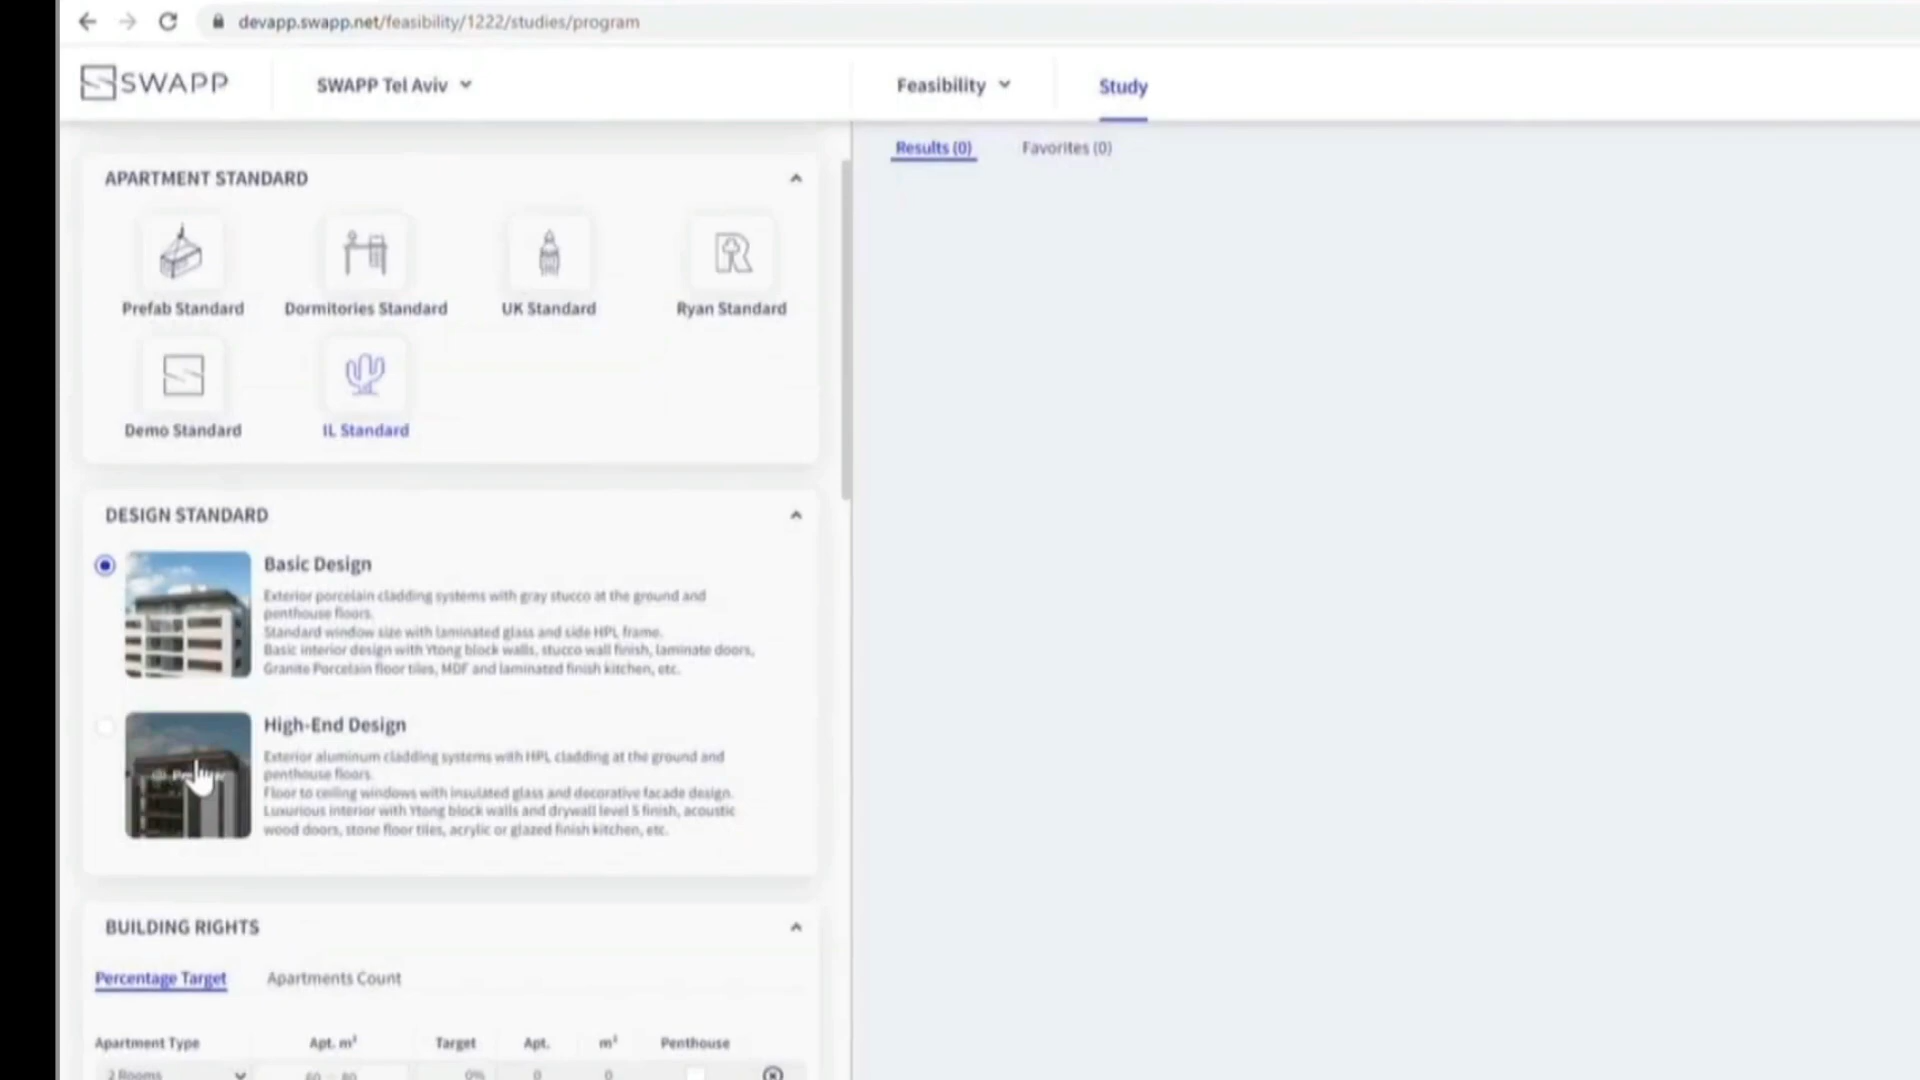 devapp.swapp.net/feasibility/1222/studies/program
SWAPP
SWAPP Tel Aviv
Feasibility
Study
Results (0)
Favorites (0)
APARTMENT STANDARD
Prefab Standard
Dormitories Standard
UK Standard
Ryan Standard
Demo Standard
IL Standard
DESIGN STANDARD
Basic Design
Exterior porcelain cladding systems with gray stucco at the ground and
penthouse floors.
Standard window size with laminated glass and side HPL frame.
Basic interior design with Ytong block walls, stucco wall finish, laminate doors,
Granite Porcelain floor tiles, MDF and laminated finish kitchen, etc.
High-End Design
Exterior aluminum cladding systems with HPL cladding at the ground and
penthouse floors.
Floor to ceiling windows with insulated glass and decorative facade design.
Luxurious interior with Ytong block walls and drywall level 5 finish, acoustic
wood doors, stone floor tiles, acrylic or glazed finish kitchen, etc.
BUILDING RIGHTS
Percentage Target
Apartments Count
Apartment Type
Apt. m²
Target
Apt.
m²
Penthouse
2 Rooms
60 - 80
0%
0
0